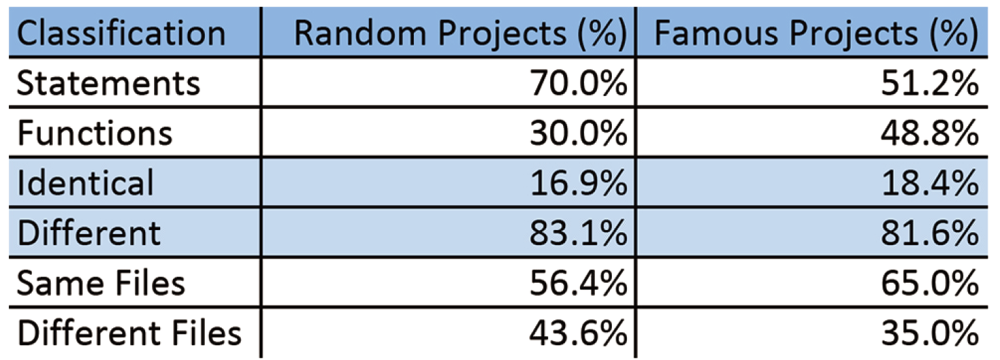 Classification Random Projects (%) Famous Projects (%)
Statements 70.0% 51.2%
Functions 30.0% 48.8%
Identical 16.9% 18.4%
Different 83.1% 81.6%
Same Files 56.4% 65.0%
Different Files 43.6% 35.0%